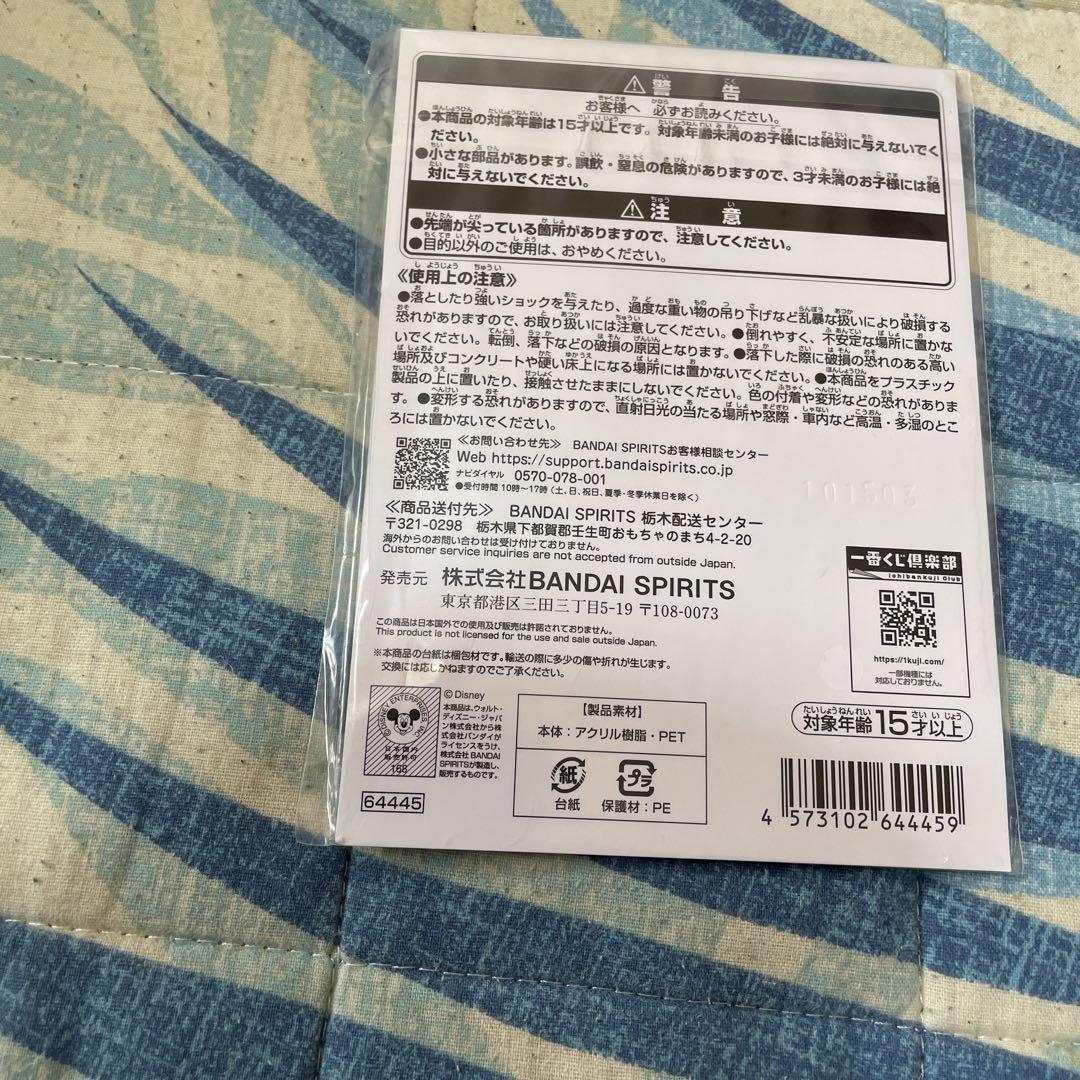 ⚠警告
お客様へ 必ずお読みください。
●本商品の対象年齢は15才以上です。対象年齢未満のお子様には絶対に与えないでく
ださい。
●小さな部品があります。誤飲・窒息の危険がありますので、3才未満のお子様には絶
対に与えないでください。
⚠注意
●先端が尖っている箇所がありますので、注意してください。
●目的以外のご使用は、おやめください。
《使用上の注意》
●落としたり強いショックを与えたり、過度な重い物の吊り下げなど乱暴な扱いにより破損する
恐れがありますので、お取り扱いには注意してください。●倒れやすく、不安定な場所に置かな
いでください。転倒、落下などの破損の原因となります。●落下した際に破損の恐れのある高い
場所及びコンクリートや硬い床上になる場所には置かないでください。●本商品をプラスチック
製品の上に置いたり、接触させたままにしないでください。色の付着や変形などの恐れがありま
す。●変形する恐れがありますので、直射日光の当たる場所や窓際・車内など高温・多湿のとこ
ろには置かないでください。
≪お問い合わせ先≫ BANDAI SPIRITSお客様相談センター
Web https://support.bandaispirits.co.jp
ナビダイヤル 0570-078-001
●受付時間 10時〜17時(土、日、祝日、夏季・冬季休業日を除く)
101503
≪商品送付先≫ BANDAI SPIRITS 栃木配送センター
〒321-0298 栃木県下都賀郡壬生町おもちゃのまち4-2-20
海外からのお問い合わせは受け付けておりません。
Customer service inquiries are not accepted from outside Japan.
発売元 株式会社BANDAI SPIRITS
東京都港区三田三丁目5-19 〒108-0073
この商品は日本国外での使用及び販売は許諾されておりません。
This product is not licensed for the use and sale outside Japan.
※本商品の台紙は梱包材です。輸送の際に多少の傷や折れが生じます。
交換には応じかねますのでご了承ください。
一番くじ倶楽部
Ichibankuji Club
https://1kuji.com/
一部機種には
対応しておりません。
©DISNEY ENTERPRISES, INC.
日本国内
販売許可
168
© Disney
本商品は、ウォルト・
ディズニー・ジャパ
ン株式会社から株
式会社バンダイが
ライセンスをうけ、
株式会社 BANDAI
SPIRITSが製造し、
販売するものです。
64445
【製品素材】
本体:アクリル樹脂・PET
紙
台紙
プラ
保護材:PE
対象年齢15才以上
4 573102 644459